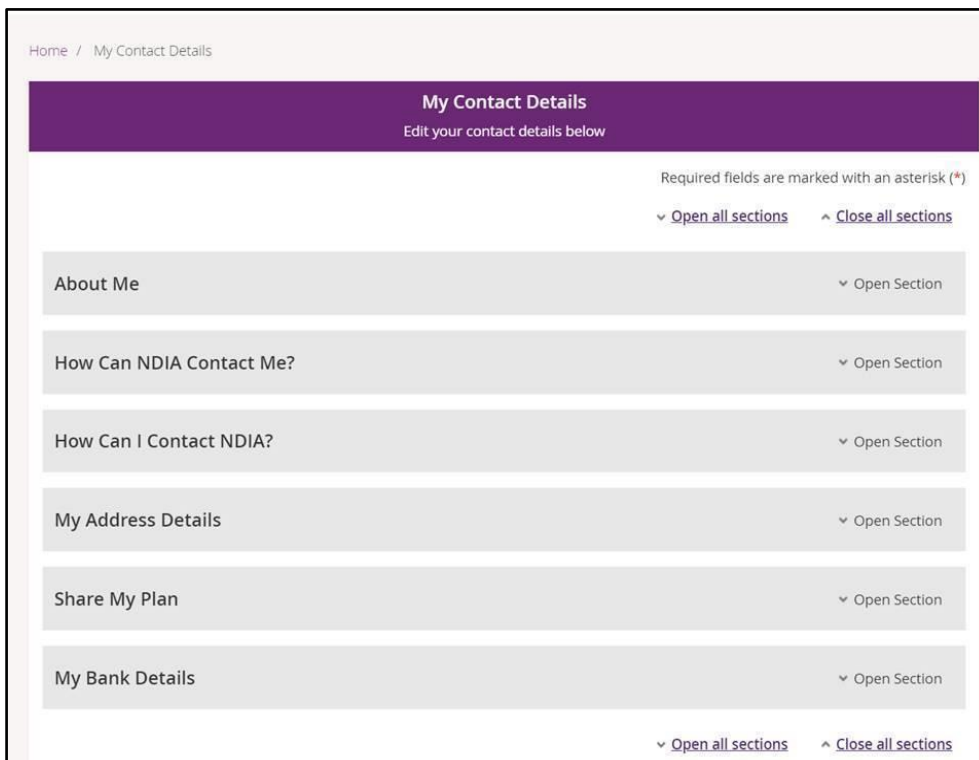 Home / My Contact Details
My Contact Details
Edit your contact details below
Required fields are marked with an asterisk (*)
Open all sections Close all sections
About Me Open Section
How Can NDIA Contact Me? Open Section
How Can I Contact NDIA? Open Section
My Address Details Open Section
Share My Plan Open Section
My Bank Details Open Section
Open all sections Close all sections